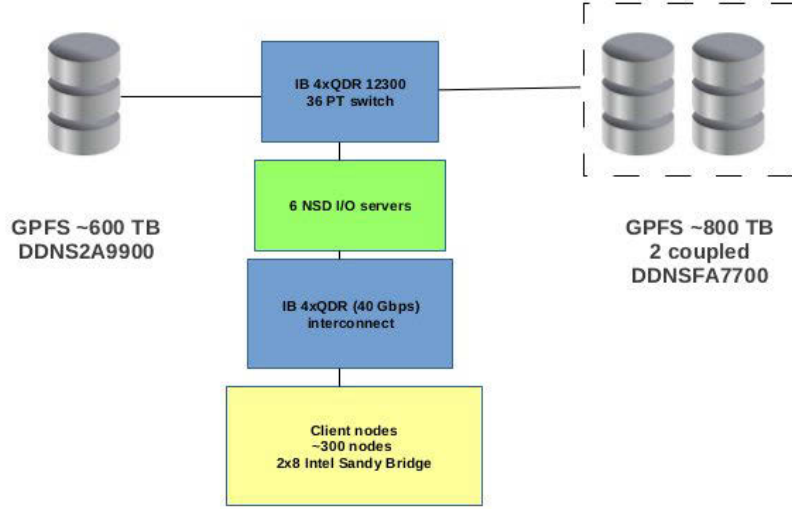 IB 4xQDR 12300
36 PT switch
6 NSD I/O servers
GPFS ~600 TB
DDNS2A9900
GPFS ~800 TB
2 coupled
DDNSFA7700
IB 4xQDR (40 Gbps)
interconnect
Client nodes
~300 nodes
2x8 Intel Sandy Bridge